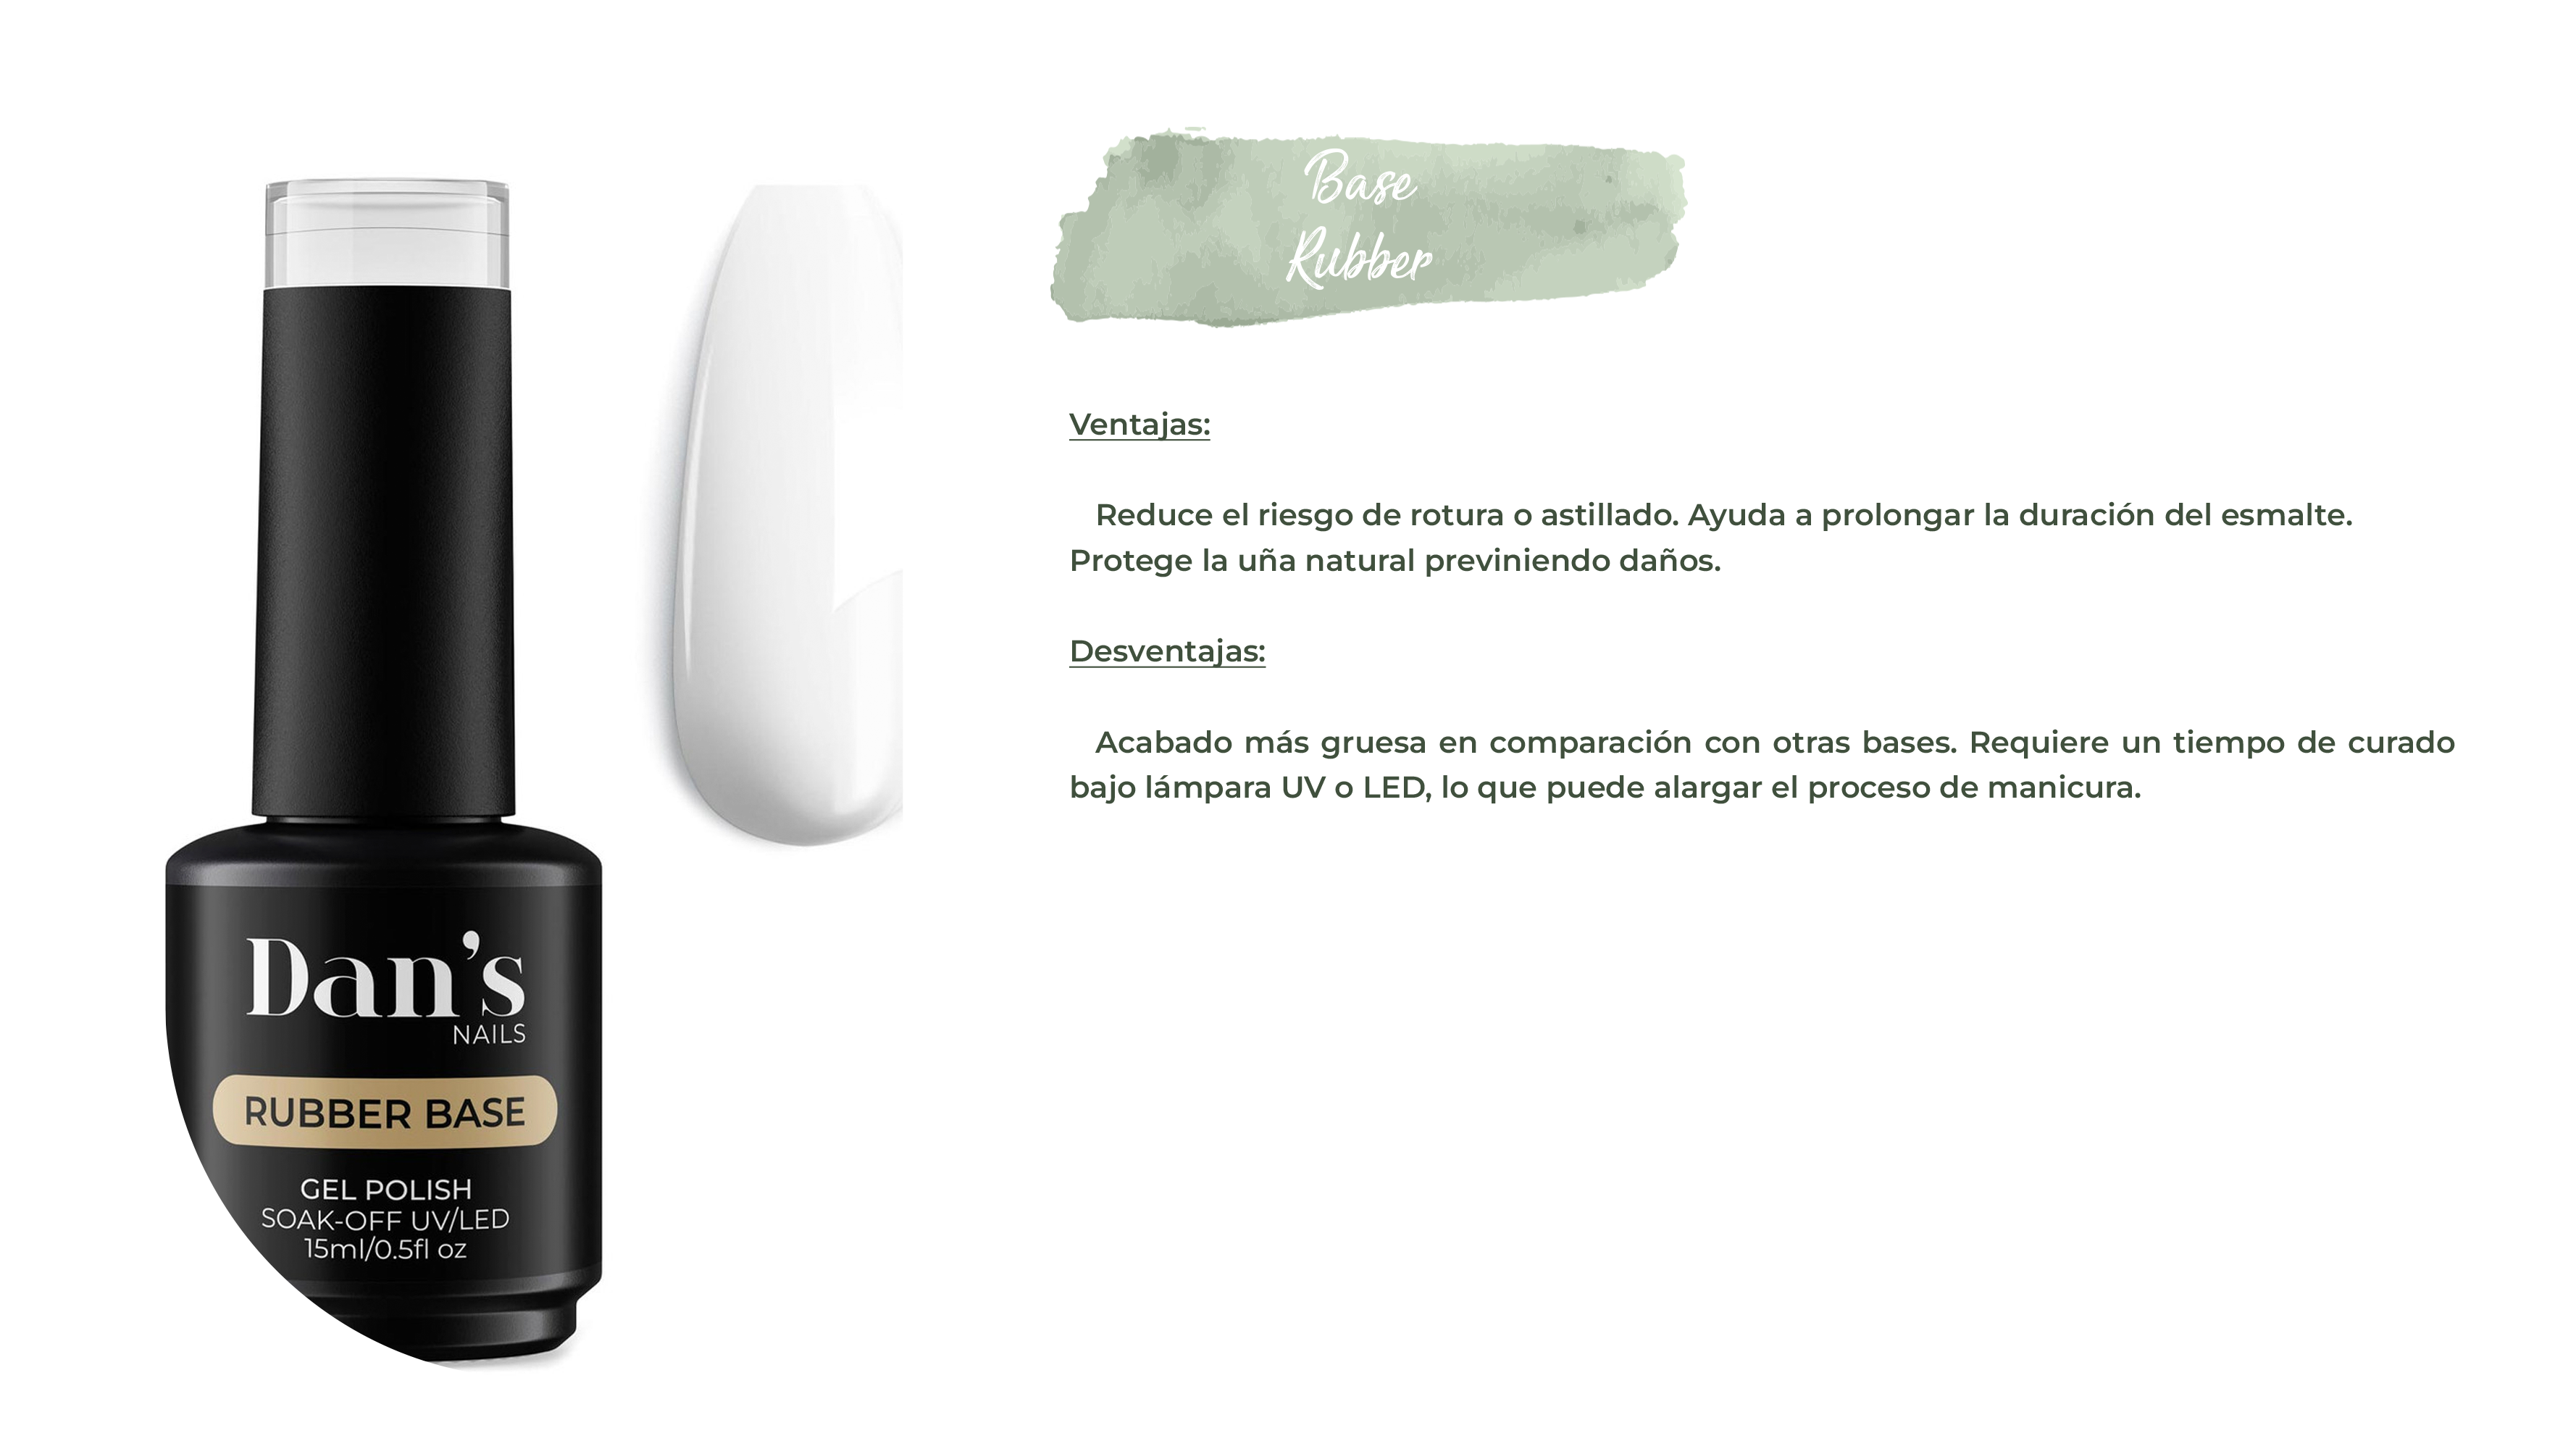 Base
Rubber
Ventajas:
Reduce el riesgo de rotura o astillado. Ayuda a prolongar la duración del esmalte.
Protege la uña natural previniendo daños.
Desventajas:
Acabado más gruesa en comparación con otras bases. Requiere un tiempo de curado
bajo lámpara UV o LED, lo que puede alargar el proceso de manicura.
Dan's
NAILS
RUBBER BASE
GEL POLISH
SOAK-OFF UV/LED
15ml/0.5fl oz